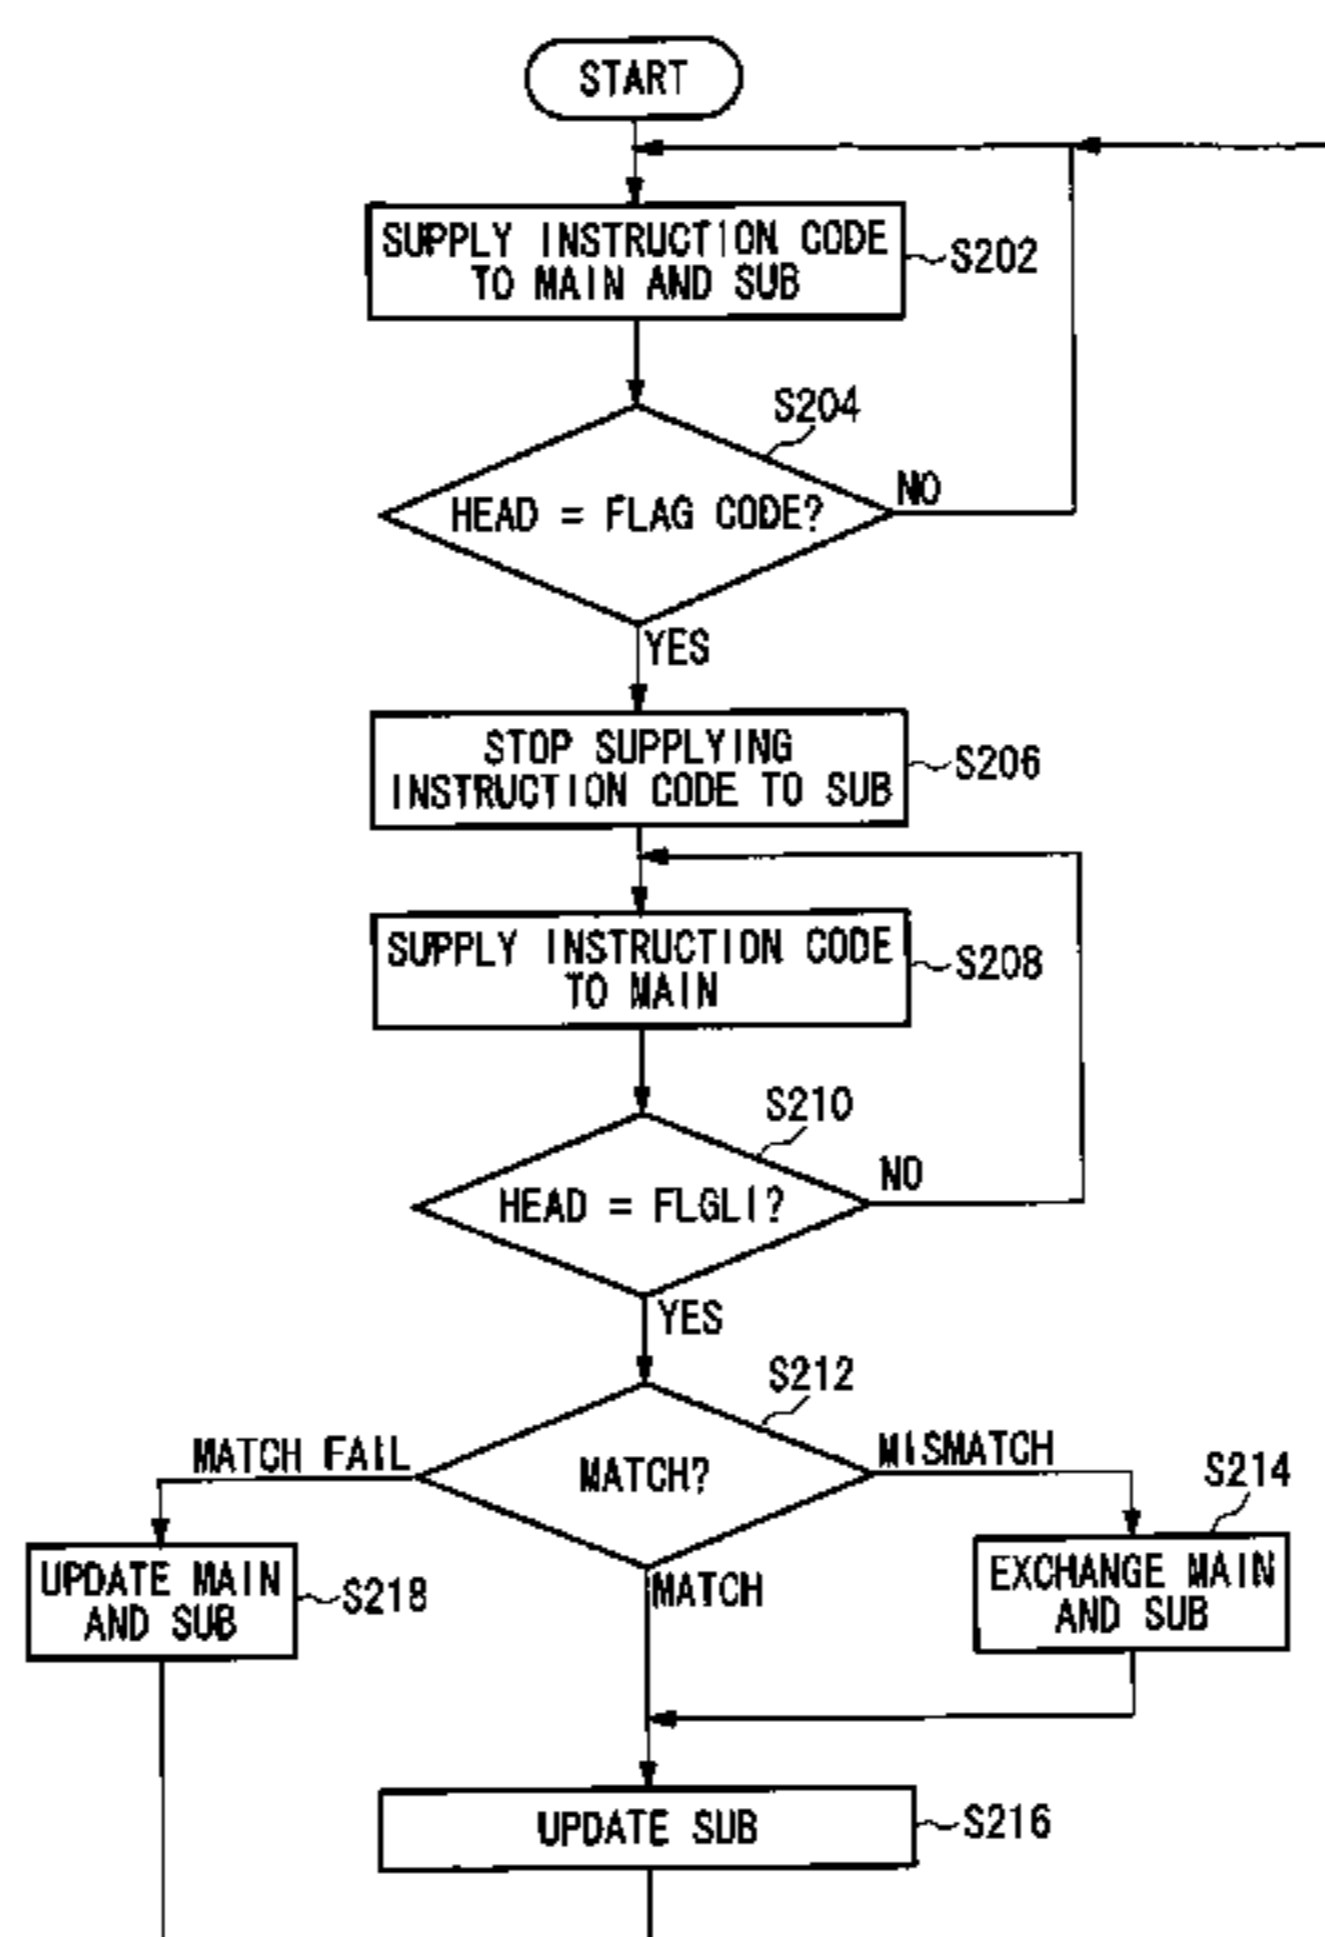 START
SUPPLY INSTRUCTION CODE
TO MAIN AND SUB
S202
S204
HEAD = FLAG CODE?
NO
YES
STOP SUPPLYING
INSTRUCTION CODE TO SUB
S206
SUPPLY INSTRUCTION CODE
TO MAIN
S208
S210
HEAD = FLGLI?
NO
YES
S212
MATCH FAIL
MATCH?
MISMATCH
S214
UPDATE MAIN
AND SUB
S218
MATCH
EXCHANGE MAIN
AND SUB
UPDATE SUB
S216